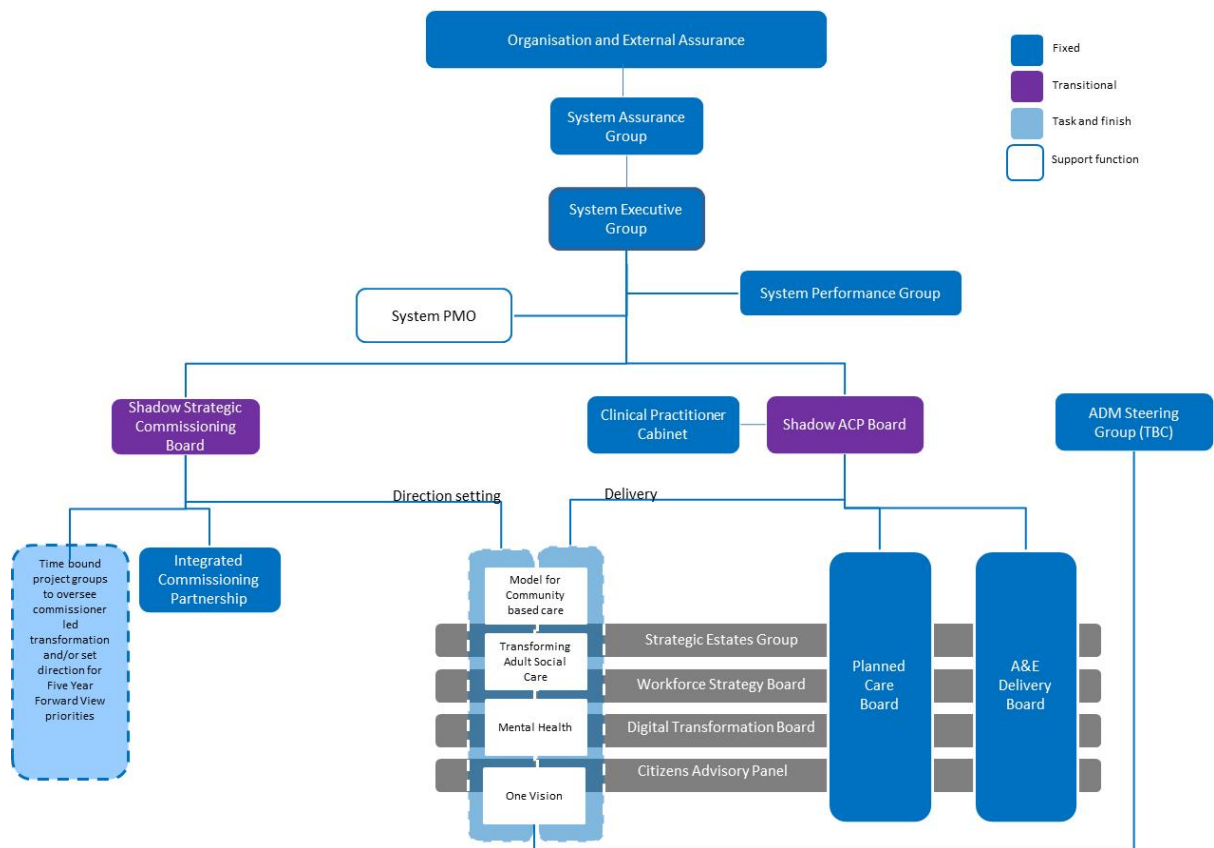 Organisation and External Assurance
Fixed
Transitional
Task and finish
Support function
System Assurance
Group
System Executive
Group
System Performance Group
System PMO
Shadow Strategic
Commissioning
Board
Clinical Practitioner
Cabinet
Shadow ACP Board
ADM Steering
Group (TBC)
Direction setting
Delivery
Time bound
project groups
to oversee
commissioner
led
transformation
and/or set
direction for
Five Year
Forward View
priorities
Integrated
Commissioning
Partnership
Model for
Community
based care
Transforming
Adult Social
Care
Mental Health
One Vision
Strategic Estates Group
Workforce Strategy Board
Digital Transformation Board
Citizens Advisory Panel
Planned
Care
Board
A&E
Delivery
Board